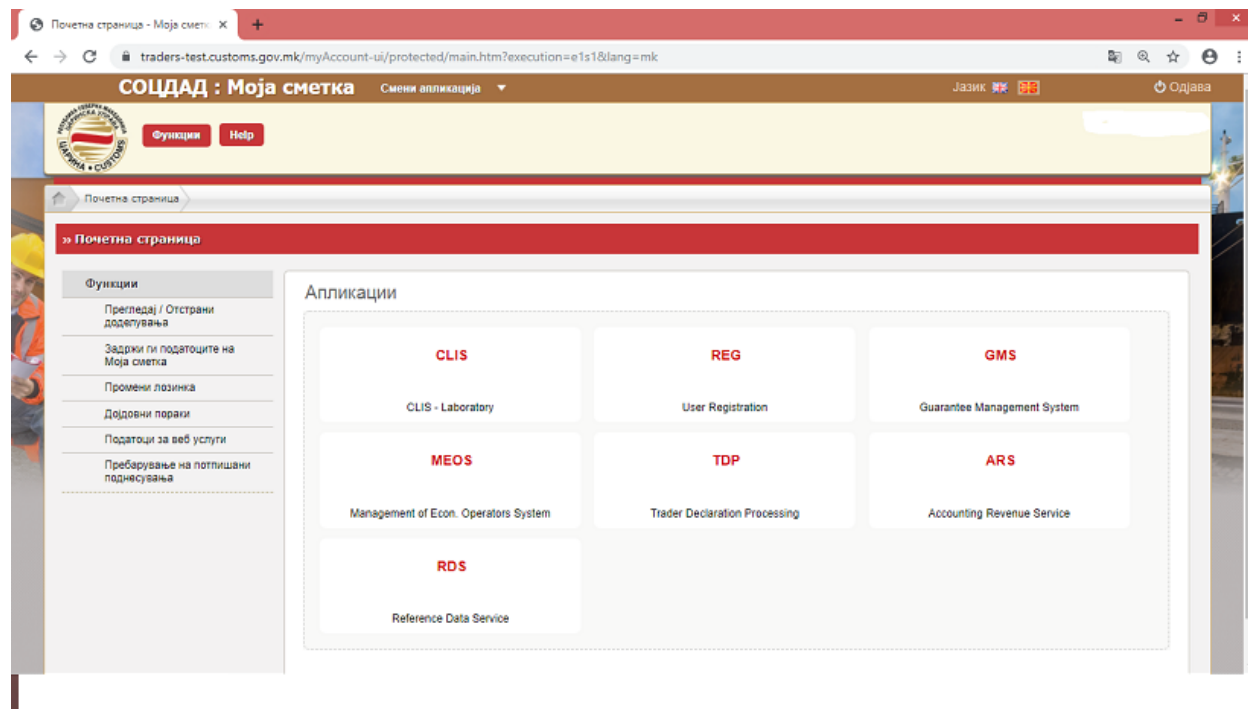 Почетна страница - Моја сметк
traders-test.customs.gov.mk/myAccount-ui/protected/main.htm?execution=e1s1&lang=mk
СОЦДАД : Моја сметка Смени апликација Јазик Одјава
ЦАРИНА • CUSTOMS
Функции Help
Почетна страница
» Почетна страница
Функции
Прегледај / Отстрани
доделувања
Задржи ги податоците на
Моја сметка
Промени лозинка
Дојдовни пораки
Податоци за веб услуги
Пребарување на потпишани
поднесувања
Апликации
CLIS
CLIS - Laboratory
REG
User Registration
GMS
Guarantee Management System
MEOS
Management of Econ. Operators System
TDP
Trader Declaration Processing
ARS
Accounting Revenue Service
RDS
Reference Data Service